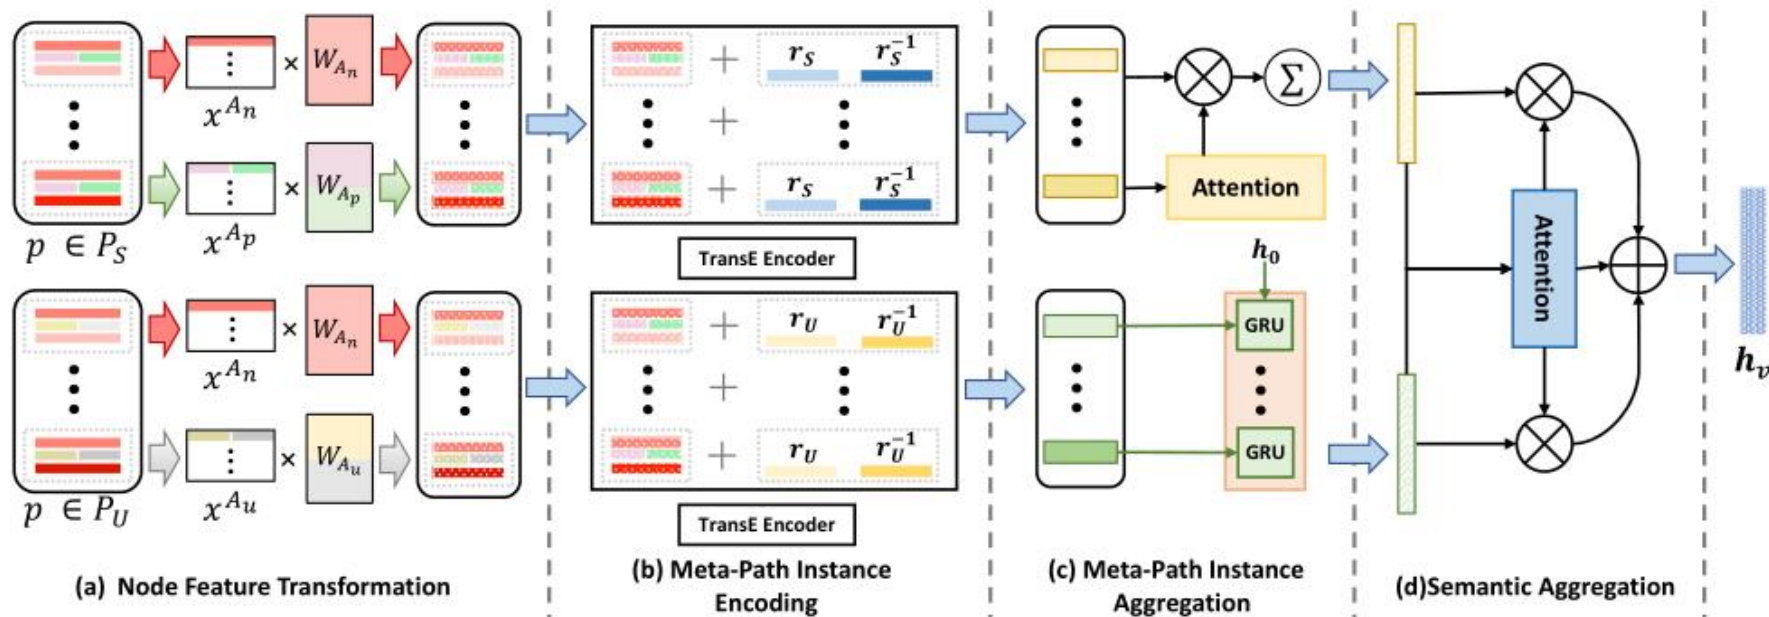 x^{A_n} × W_{A_n}
x^{A_p} × W_{A_p}
p ∈ P_S
x^{A_n} × W_{A_n}
x^{A_u} × W_{A_u}
p ∈ P_U
(a) Node Feature Transformation
+ r_S r_S^{-1}
+
+ r_S r_S^{-1}
TransE Encoder
+ r_U r_U^{-1}
+
+ r_U r_U^{-1}
TransE Encoder
(b) Meta-Path Instance
Encoding
Σ
Attention
h_0
GRU
GRU
(c) Meta-Path Instance
Aggregation
Attention
(d)Semantic Aggregation
h_v